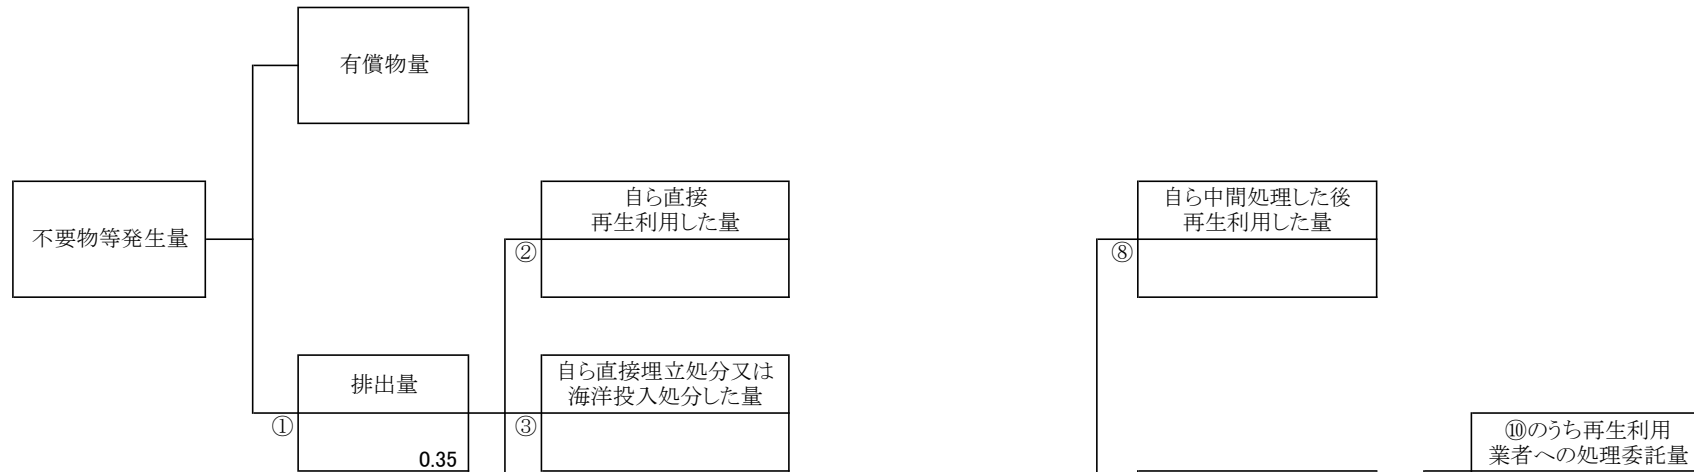 有償物量
不要物等発生量
自ら直接
再生利用した量
②
自ら中間処理した後
再生利用した量
⑧
排出量
①
0.35
自ら直接埋立処分又は
海洋投入処分した量
③
⑩のうち再生利用
業者への処理委託量